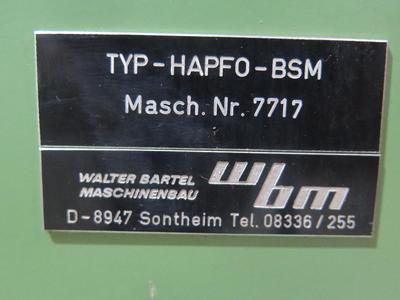 TYP-HAPFO-BSM
Masch. Nr. 7717
WALTER BARTEL
MASCHINENBAU
wbm
D-8947 Sontheim Tel. 08336/255